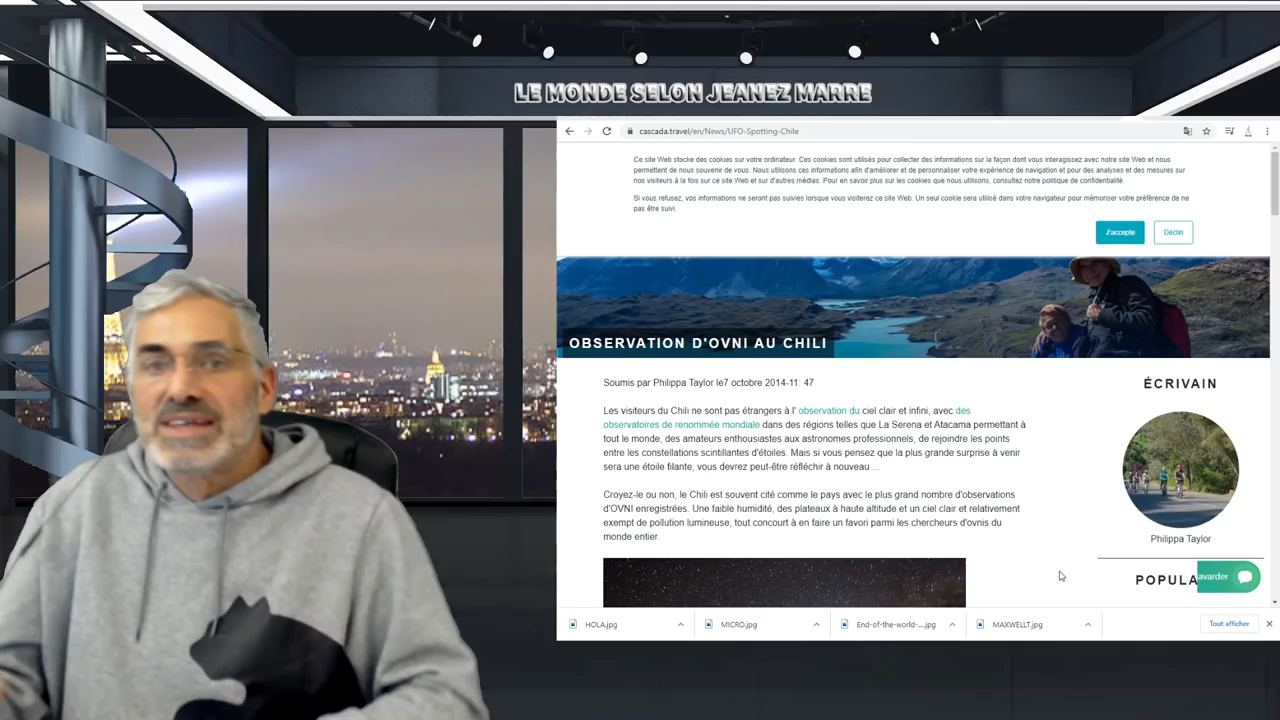 LE MONDE SELON JEANEZ MARRE
cascada.travel/en/News/UFO-Spotting-Chile
Ce site Web stocke des cookies sur votre ordinateur. Ces cookies sont utilisés pour collecter des informations sur la façon dont vous interagissez avec notre site Web et nous
permettent de nous souvenir de vous. Nous utilisons ces informations afin d'améliorer et de personnaliser votre expérience de navigation et pour des analyses et des mesures sur
nos visiteurs à la fois sur ce site Web et sur d'autres médias. Pour en savoir plus sur les cookies que nous utilisons, consultez notre politique de confidentialité.
Si vous refusez, vos informations ne seront pas suivies lorsque vous visiterez ce site Web. Un seul cookie sera utilisé dans votre navigateur pour mémoriser votre préférence de ne
pas être suivi.
J'accepte
Déclin
OBSERVATION D'OVNI AU CHILI
Soumis par Philippa Taylor le7 octobre 2014-11: 47
Les visiteurs du Chili ne sont pas étrangers à l' observation du ciel clair et infini, avec des
observatoires de renommée mondiale dans des régions telles que La Serena et Atacama permettant à
tout le monde, des amateurs enthousiastes aux astronomes professionnels, de rejoindre les points
entre les constellations scintillantes d'étoiles. Mais si vous pensez que la plus grande surprise à venir
sera une étoile filante, vous devrez peut-être réfléchir à nouveau ...
Croyez-le ou non, le Chili est souvent cité comme le pays avec le plus grand nombre d'observations
d'OVNI enregistrées. Une faible humidité, des plateaux à haute altitude et un ciel clair et relativement
exempt de pollution lumineuse, tout concourt à en faire un favori parmi les chercheurs d'ovnis du
monde entier.
ÉCRIVAIN
Philippa Taylor
POPULA
avarder
HOLA.jpg
MICRO.jpg
End-of-the-world-....jpg
MAXWELLT.jpg
Tout afficher